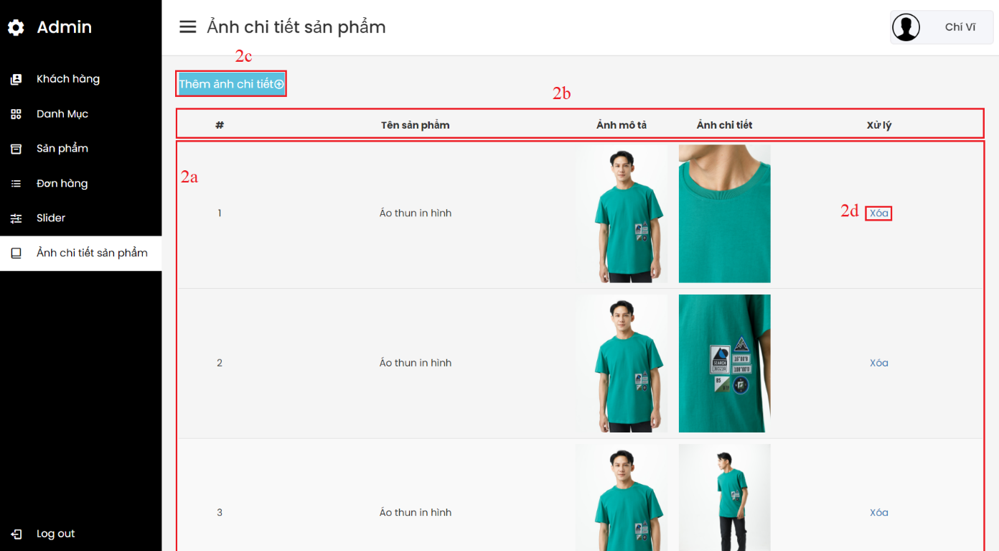 Admin
Ảnh chi tiết sản phẩm
Chí Vĩ
Khách hàng
Danh Mục
Sản phẩm
Đơn hàng
Slider
Ảnh chi tiết sản phẩm
Log out
2c
Thêm ảnh chi tiết
2b
# Tên sản phẩm Ảnh mô tả Ảnh chi tiết Xử lý
2a
1 Áo thun in hình 2d Xóa
2 Áo thun in hình Xóa
SEARCH
3 Áo thun in hình Xóa